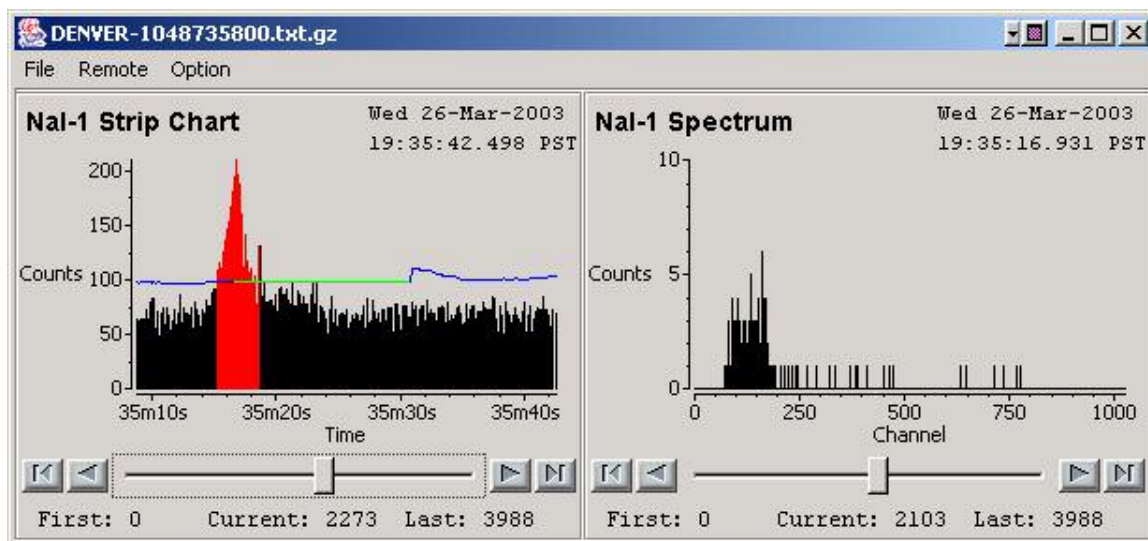 DENVER-1048735800.txt.gz
File Remote Option
NaI-1 Strip Chart
Wed 26-Mar-2003
19:35:42.498 PST
200
150
Counts 100
50
0
35m10s 35m20s 35m30s 35m40s
Time
First: 0 Current: 2273 Last: 3988
NaI-1 Spectrum
Wed 26-Mar-2003
19:35:16.931 PST
10
Counts 5
0
0 250 500 750 1000
Channel
First: 0 Current: 2103 Last: 3988